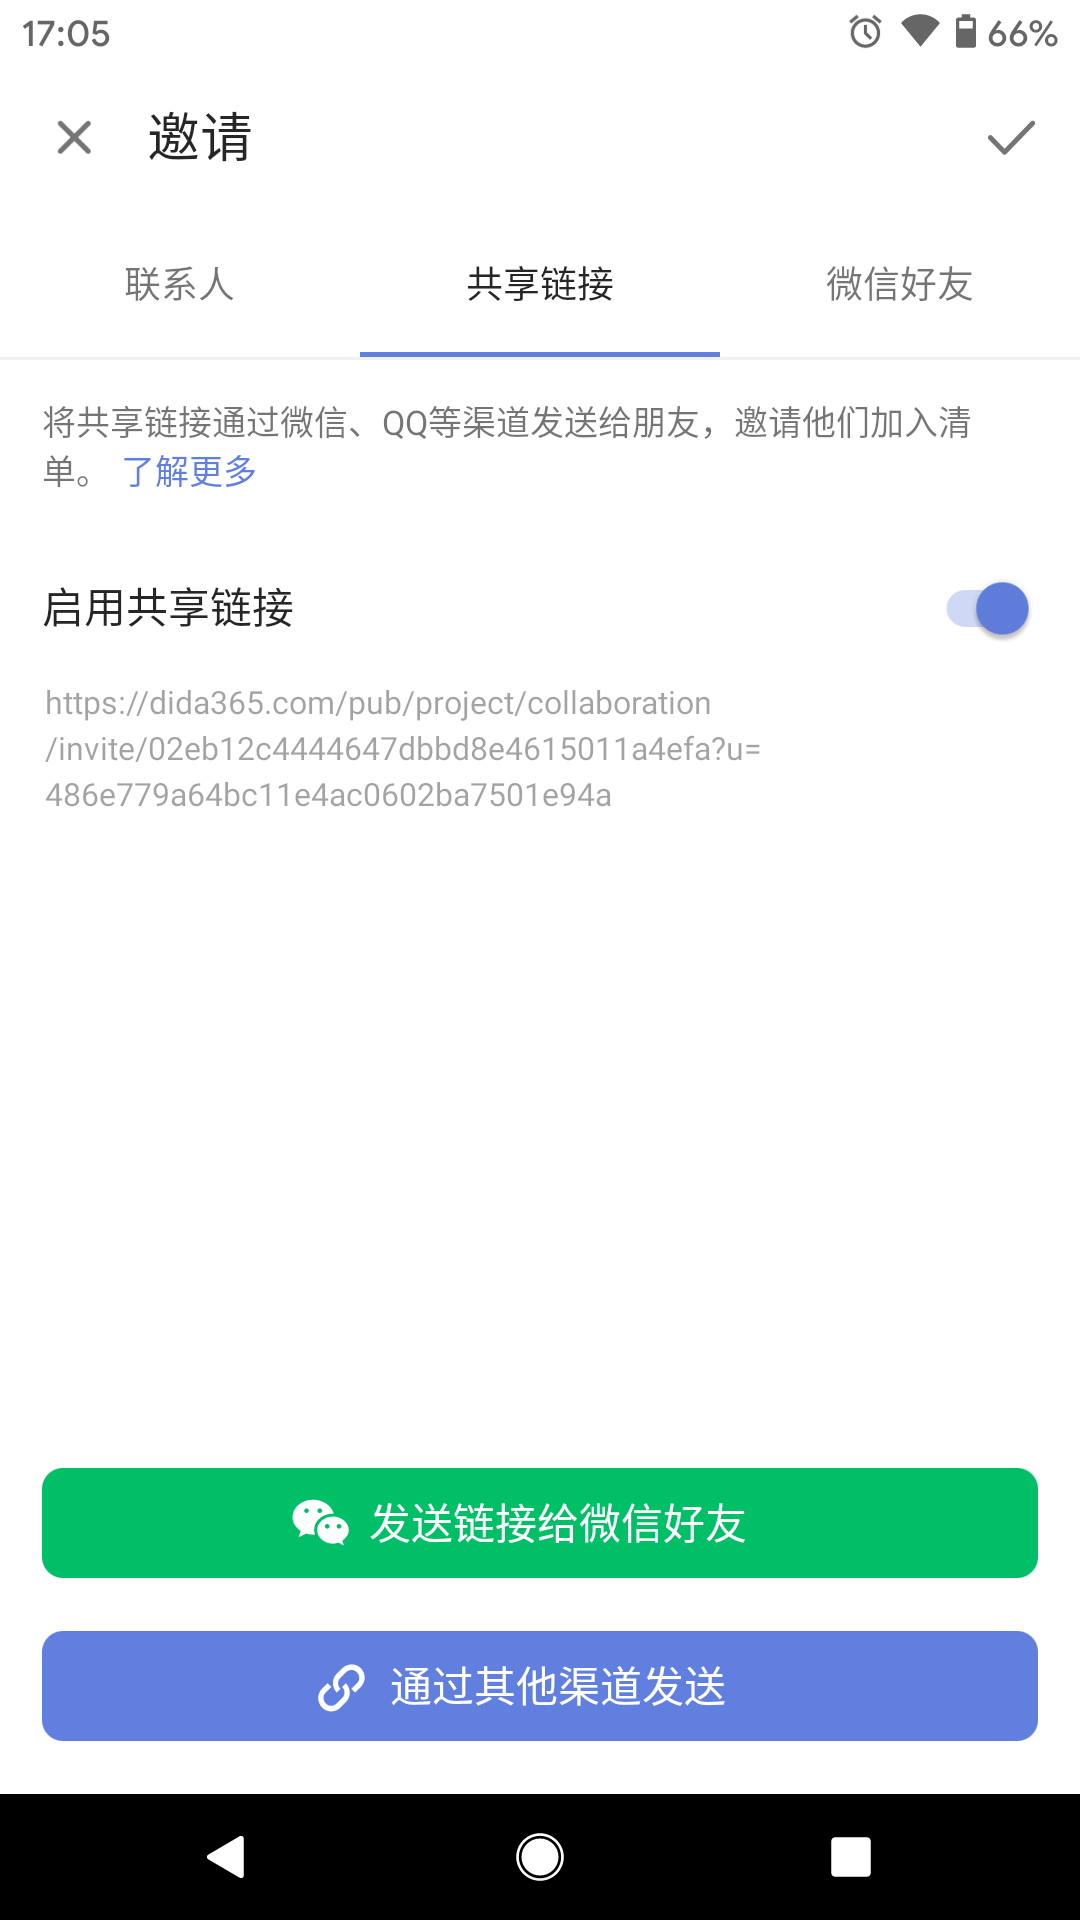 17:05
66%
邀请
联系人
共享链接
微信好友
将共享链接通过微信、QQ等渠道发送给朋友，邀请他们加入清
单。 了解更多
启用共享链接
https://dida365.com/pub/project/collaboration
/invite/02eb12c4444647dbbd8e4615011a4efa?u=
486e779a64bc11e4ac0602ba7501e94a
发送链接给微信好友
通过其他渠道发送